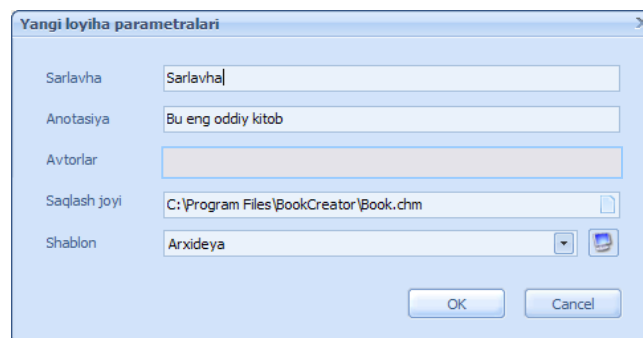 Yangi loyiha parametralari
Sarlavha Sarlavha
Anotasiya Bu eng oddiy kitob
Avtorlar
Saqlash joyi C:\Program Files\BookCreator\Book.chm
Shablon Arxideya
OK Cancel